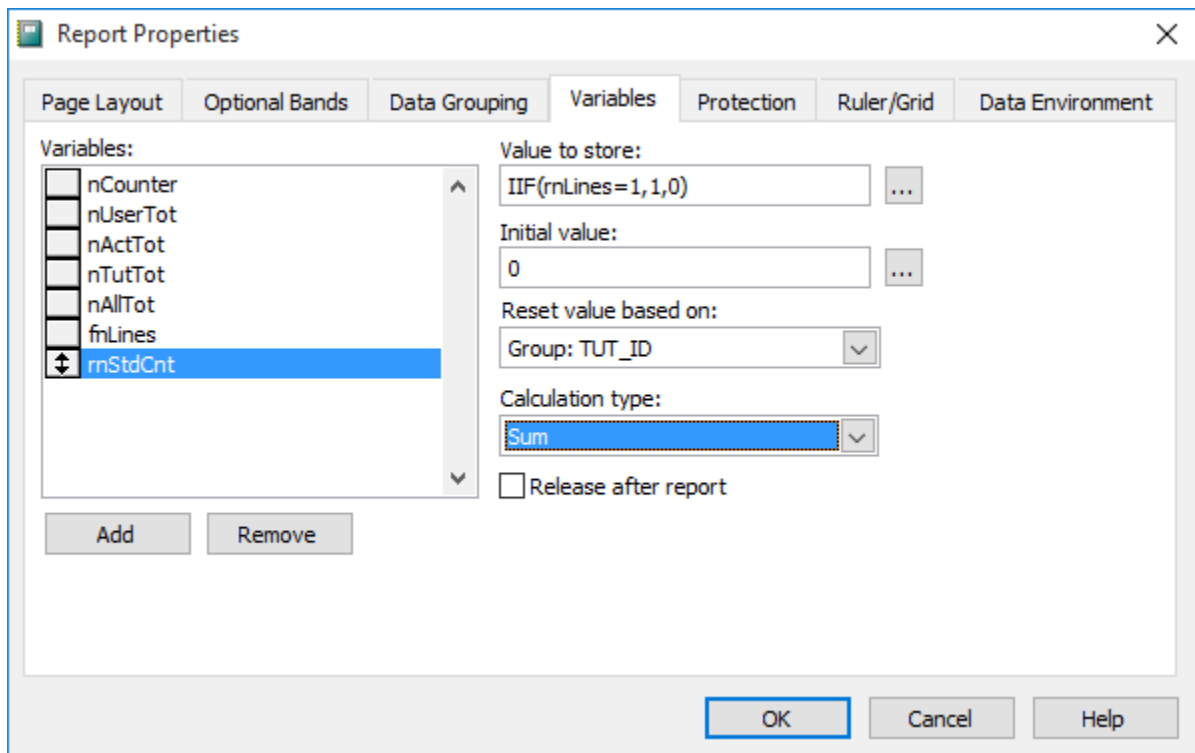 Report Properties
Page Layout
Optional Bands
Data Grouping
Variables
Protection
Ruler/Grid
Data Environment
Variables:
nCounter
nUserTot
nActTot
nTutTot
nAllTot
fnLines
rnStdCnt
Add
Remove
Value to store:
IIF(rnLines=1,1,0)
...
Initial value:
0
...
Reset value based on:
Group: TUT_ID
Calculation type:
Sum
Release after report
OK
Cancel
Help